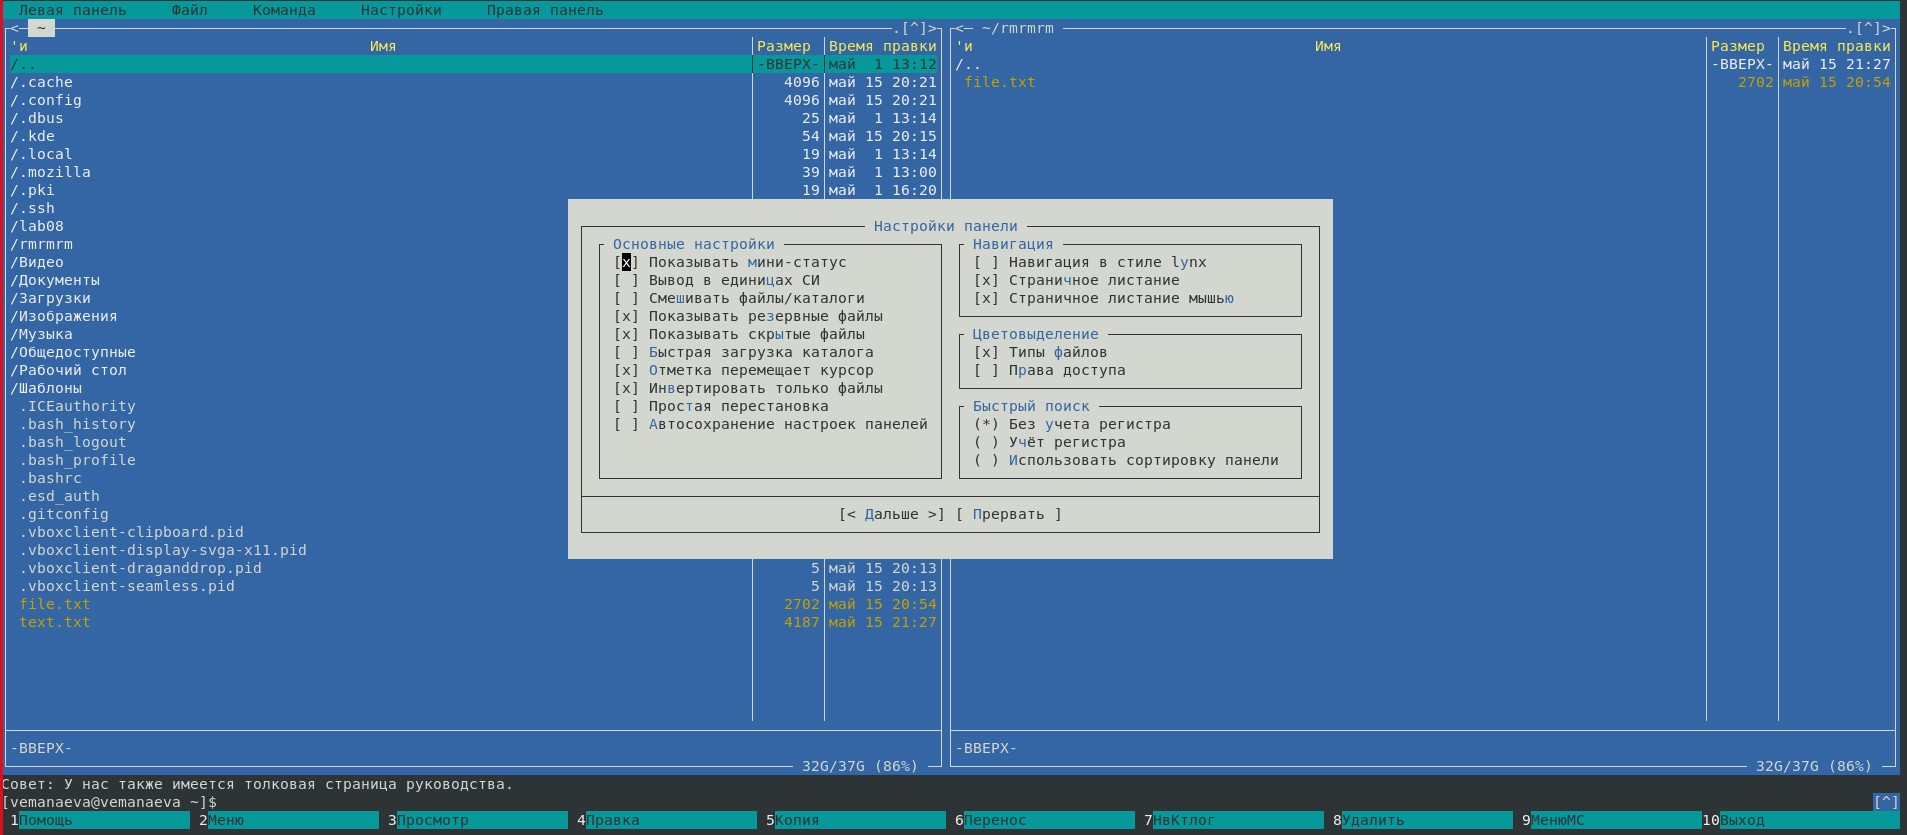 Левая панель Файл Команда Настройки Правая панель
<─ ~ .[^]> <─ ~/rmrmrm .[^]>
'и Имя Размер Время правки 'и Имя Размер Время правки
/.. -ВВЕРХ- май 1 13:12 /.. -ВВЕРХ- май 15 21:27
/.cache 4096 май 15 20:21 file.txt 2702 май 15 20:54
/.config 4096 май 15 20:21
/.dbus 25 май 1 13:14
/.kde 54 май 15 20:15
/.local 19 май 1 13:14
/.mozilla 39 май 1 13:00
/.pki 19 май 1 16:20
/.ssh
/lab08
/rmrmrm
/Видео
/Документы
/Загрузки
/Изображения
/Музыка
/Общедоступные
/Рабочий стол
/Шаблоны
.ICEauthority
.bash_history
.bash_logout
.bash_profile
.bashrc
.esd_auth
.gitconfig
.vboxclient-clipboard.pid
.vboxclient-display-svga-x11.pid
.vboxclient-draganddrop.pid 5 май 15 20:13
.vboxclient-seamless.pid 5 май 15 20:13
file.txt 2702 май 15 20:54
text.txt 4187 май 15 21:27
Настройки панели
Основные настройки
[x] Показывать мини-статус
[ ] Вывод в единицах СИ
[ ] Смешивать файлы/каталоги
[x] Показывать резервные файлы
[x] Показывать скрытые файлы
[ ] Быстрая загрузка каталога
[x] Отметка перемещает курсор
[x] Инвертировать только файлы
[ ] Простая перестановка
[ ] Автосохранение настроек панелей
Навигация
[ ] Навигация в стиле lynx
[x] Страничное листание
[x] Страничное листание мышью
Цветовыделение
[x] Типы файлов
[ ] Права доступа
Быстрый поиск
(*) Без учета регистра
( ) Учёт регистра
( ) Использовать сортировку панели
[< Дальше >] [ Прервать ]
-ВВЕРХ- -ВВЕРХ-
32G/37G (86%) 32G/37G (86%)
Совет: У нас также имеется толковая страница руководства.
[vemanaeva@vemanaeva ~]$ [^]
1Помощь 2Меню 3Просмотр 4Правка 5Копия 6Перенос 7НвКтлог 8Удалить 9МенюМС 10Выход